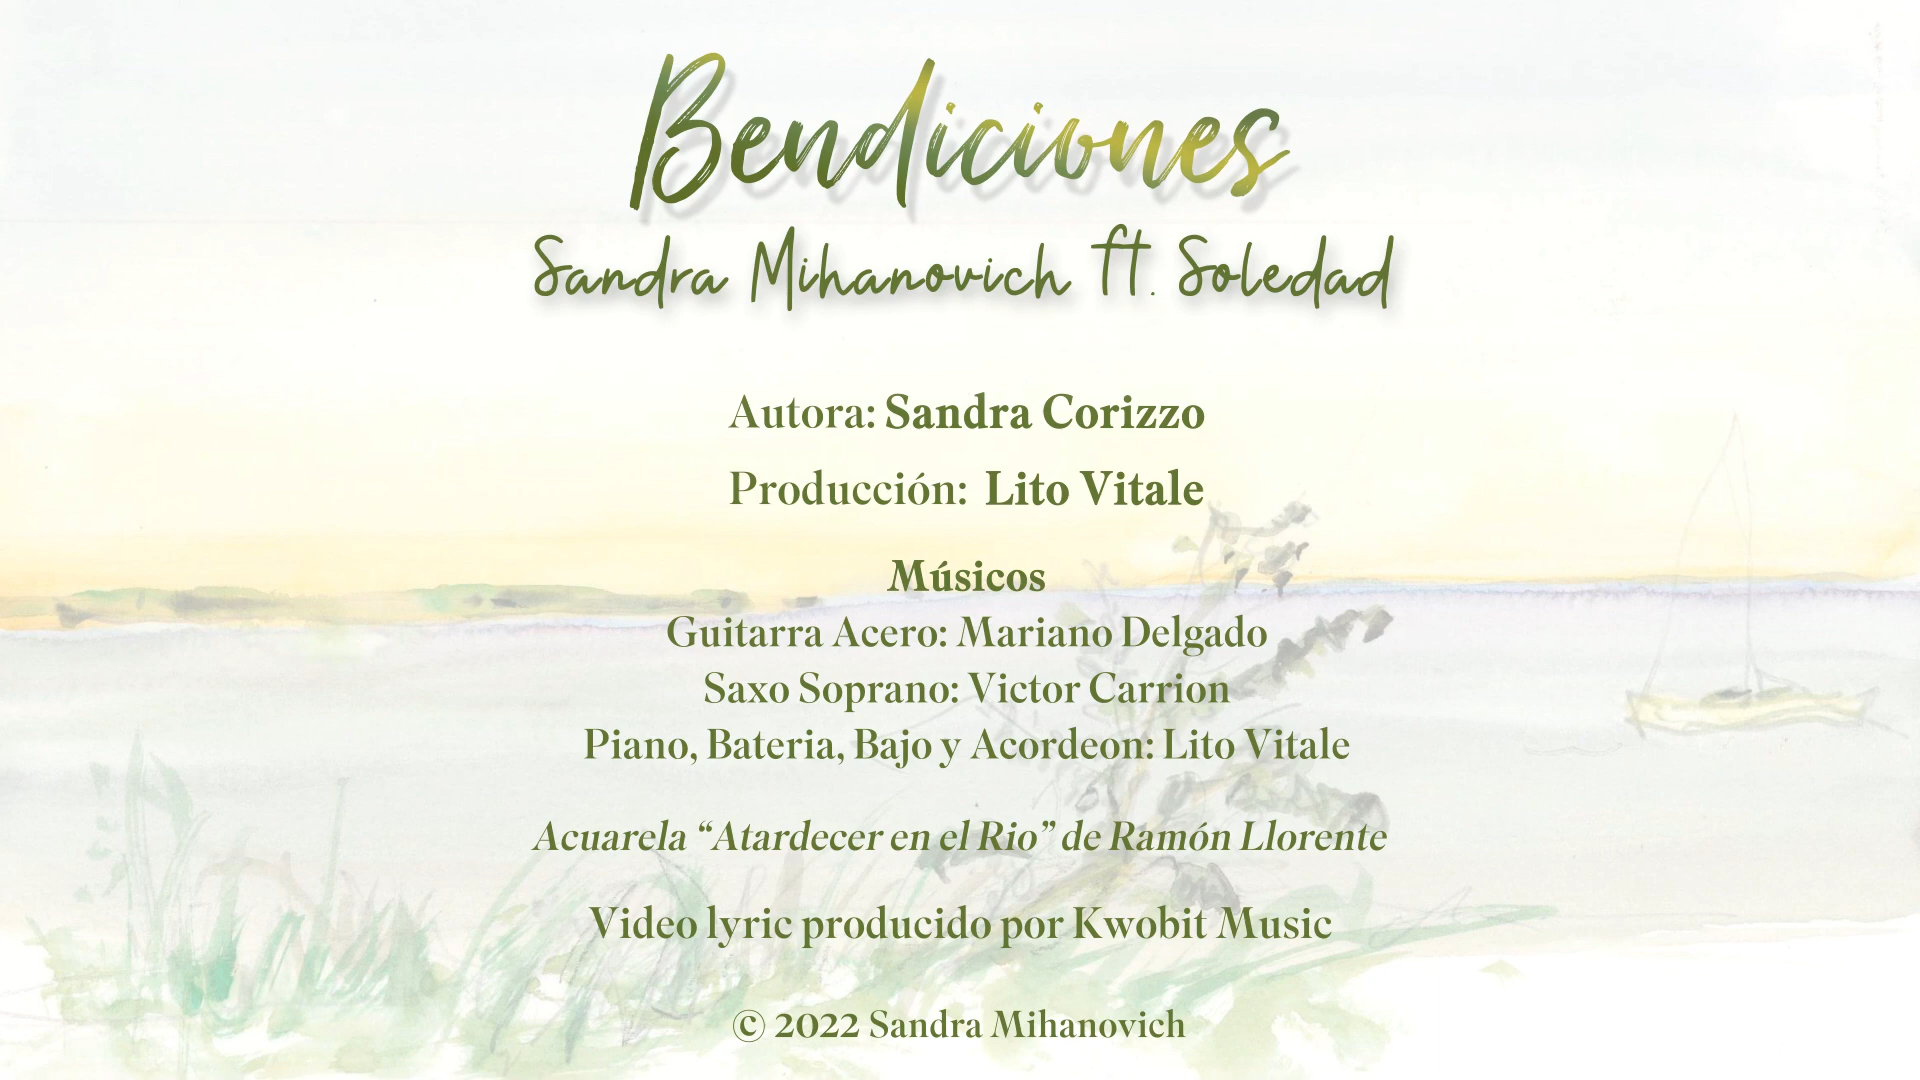 Bendiciones
Sandra Mihanovich ft. Soledad
Autora: Sandra Corizzo
Producción: Lito Vitale
Músicos
Guitarra Acero: Mariano Delgado
Saxo Soprano: Victor Carrion
Piano, Bateria, Bajo y Acordeon: Lito Vitale
Acuarela “Atardecer en el Rio” de Ramón Llorente
Video lyric producido por Kwobit Music
© 2022 Sandra Mihanovich